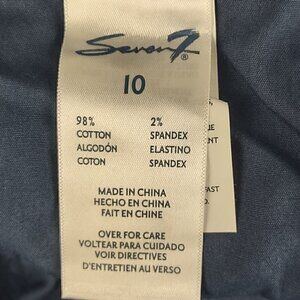 Seven7®
10
98% 2%
COTTON SPANDEX
ALGODÓN ELASTINO
COTON SPANDEX
MADE IN CHINA
HECHO EN CHINA
FAIT EN CHINE
OVER FOR CARE
VOLTEAR PARA CUIDADO
VOIR DIRECTIVES
D'ENTRETIEN AU VERSO